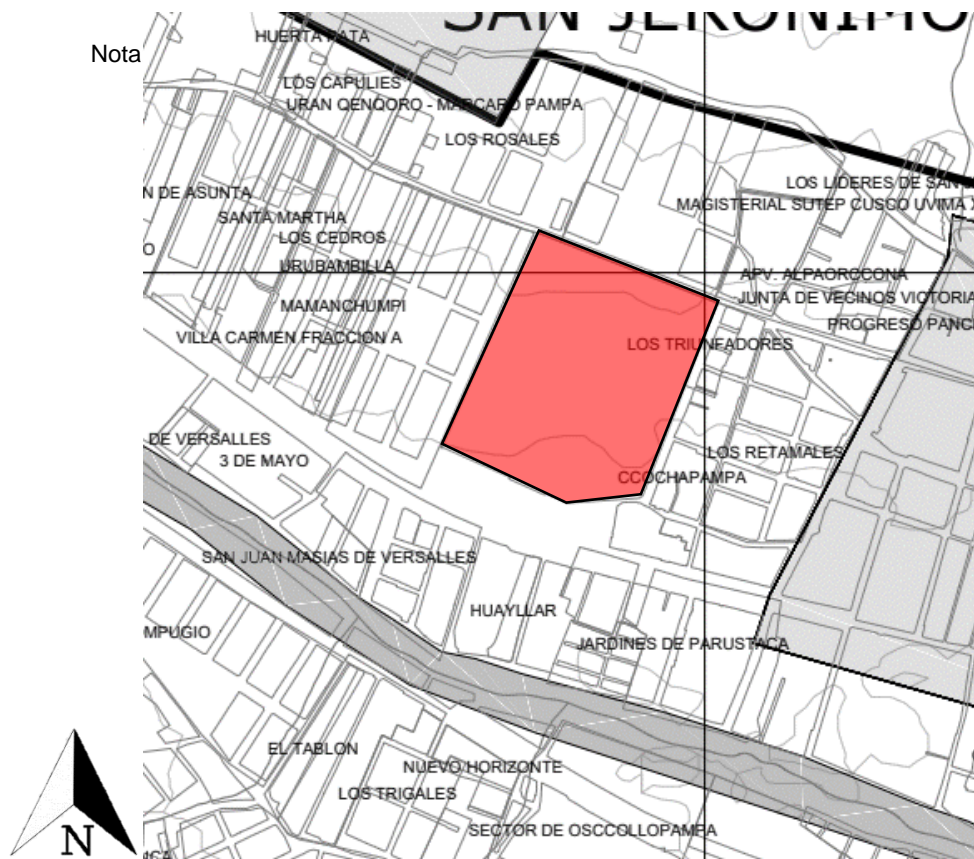 SAN JERONIMO
HUERTA PATA
Nota
LOS CAPULIES
URAN QENQORO - MARCARO PAMPA
LOS ROSALES
LOS LIDERES DE SAN
N DE ASUNTA
MAGISTERIAL SUTEP CUSCO UVIMA X
SANTA MARTHA
LOS CEDROS
O
URUBAMBILLA
APV. ALPAOROCONA
JUNTA DE VECINOS VICTORIA
MAMANCHUMPI
PROGRESO PANC
VILLA CARMEN FRACCION A
LOS TRIUNFADORES
DE VERSALLES
LOS RETAMALES
3 DE MAYO
CCOCHAPAMPA
SAN JUAN MASIAS DE VERSALLES
HUAYLLAR
MPUGIO
JARDINES DE PARUSTACA
EL TABLON
NUEVO HORIZONTE
LOS TRIGALES
SECTOR DE OSCCOLLOPAMPA
N
ICA